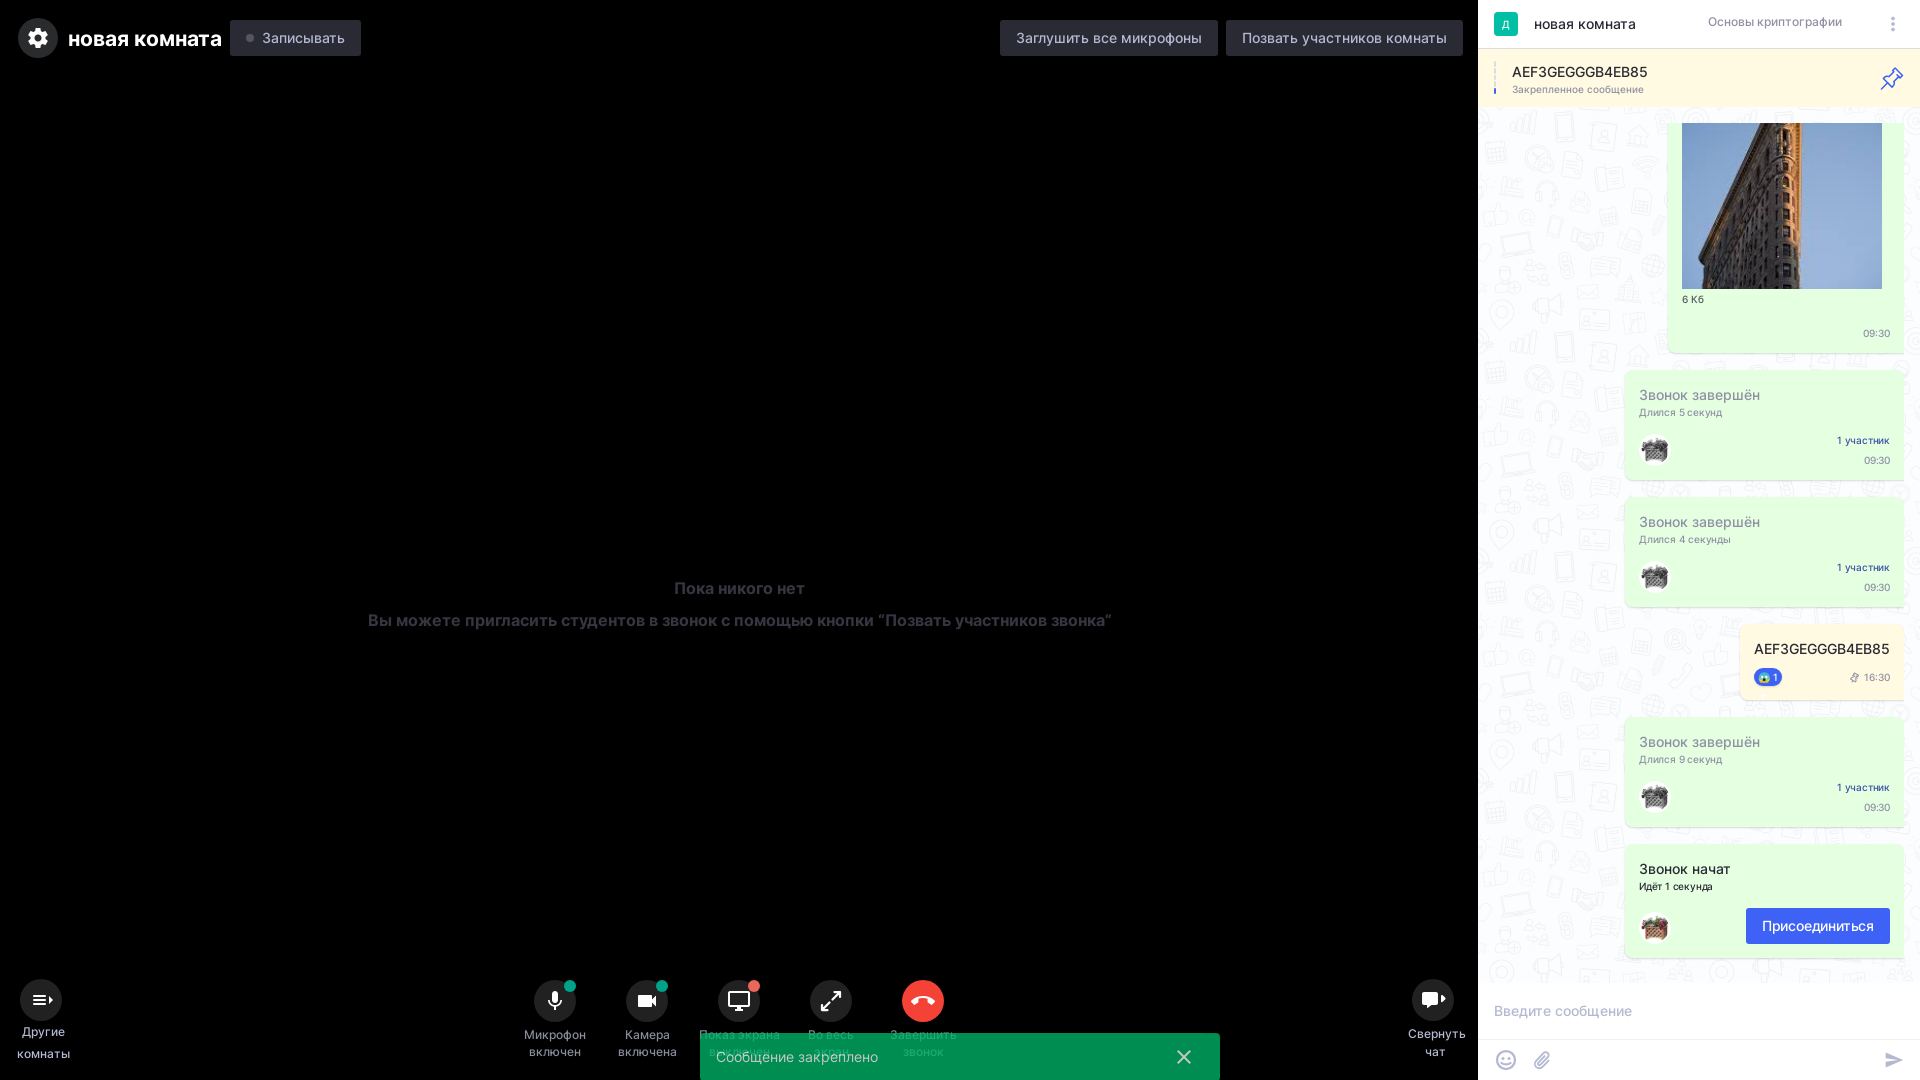 новая комната
Записывать
Заглушить все микрофоны
Позвать участников комнаты
Д
новая комната
Основы криптографии
AEF3GEGGGB4EB85
Закрепленное сообщение
6 Кб
09:30
Звонок завершён
Длился 5 секунд
1 участник
09:30
Звонок завершён
Длился 4 секунды
1 участник
09:30
AEF3GEGGGB4EB85
1
16:30
Звонок завершён
Длился 9 секунд
1 участник
09:30
Звонок начат
Идёт 1 секунда
Присоединиться
Пока никого нет
Вы можете пригласить студентов в звонок с помощью кнопки “Позвать участников звонка”
Другие
комнаты
Микрофон
включен
Камера
включена
Показ экрана
Во весь
экран
Завершить
звонок
Сообщение закреплено
Свернуть
чат
Введите сообщение